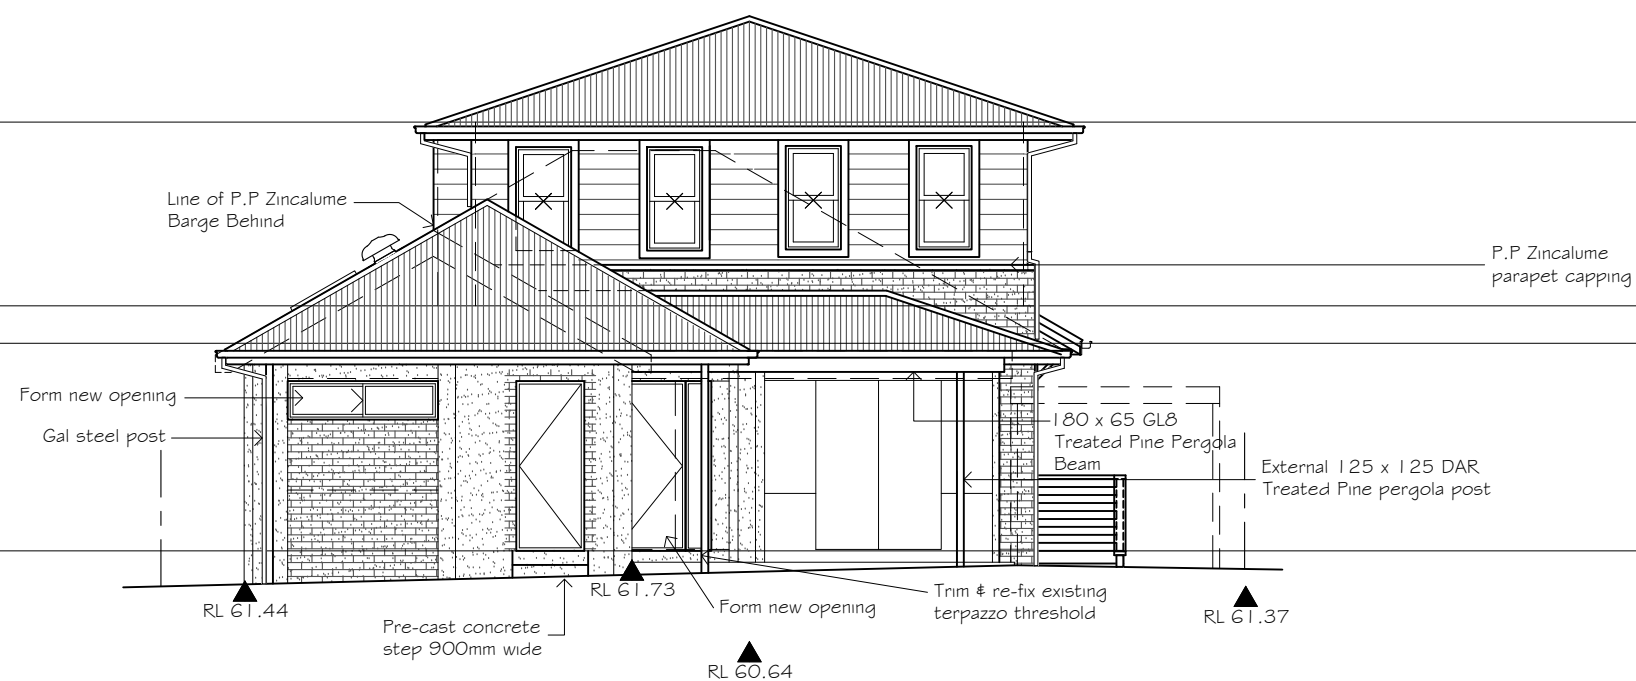 Line of P.P Zincalume
Barge Behind
P.P Zincalume
parapet capping
Form new opening
Gal steel post
180 x 65 GL8
Treated Pine Pergola
Beam
External 125 x 125 DAR
Treated Pine pergola post
RL 61.44
RL 61.73
Form new opening
Trim & re-fix existing
terpazzo threshold
RL 61.37
Pre-cast concrete
step 900mm wide
RL 60.64